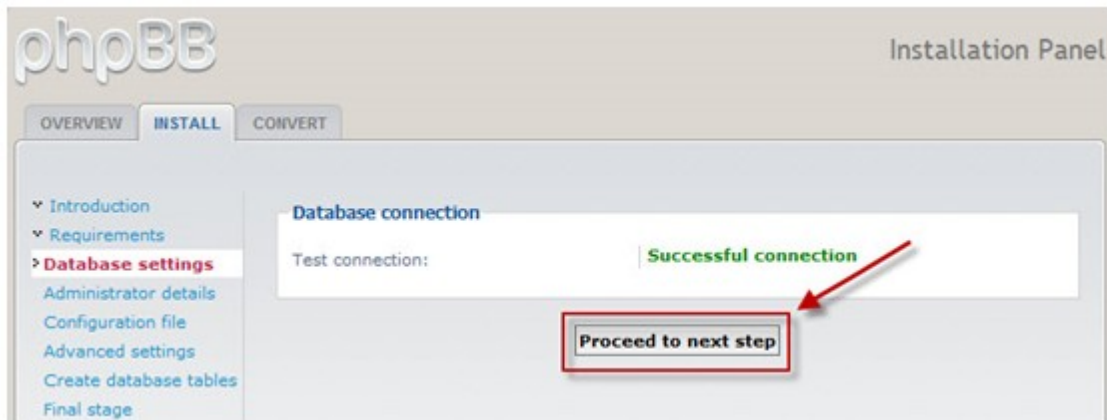 phpBB
Installation Panel
OVERVIEW INSTALL CONVERT
Introduction
Requirements
Database settings
Administrator details
Configuration file
Advanced settings
Create database tables
Final stage
Database connection
Test connection: Successful connection
Proceed to next step